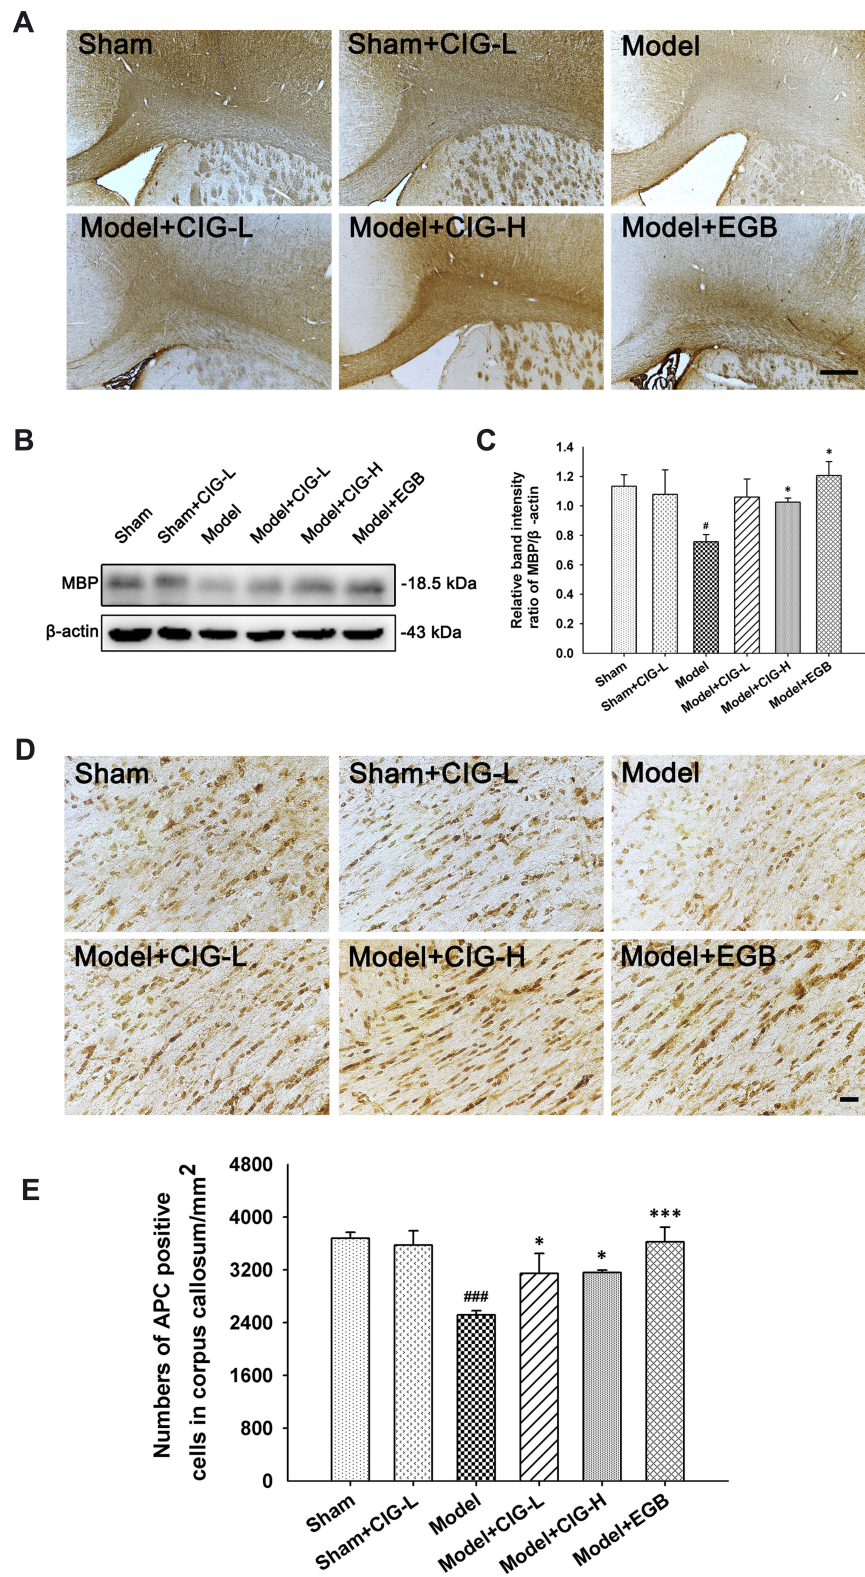 A
Sham
Sham+CIG-L
Model
Model+CIG-L
Model+CIG-H
Model+EGB
B
Sham
Sham+CIG-L
Model
Model+CIG-L
Model+CIG-H
Model+EGB
MBP
-18.5 kDa
β-actin
-43 kDa
C
Relative band intensity
ratio of MBP/β -actin
1.4
1.2
1.0
0.8
0.6
0.4
0.2
0.0
#
*
*
Sham
Sham+CIG-L
Model
Model+CIG-L
Model+CIG-H
Model+EGB
D
Sham
Sham+CIG-L
Model
Model+CIG-L
Model+CIG-H
Model+EGB
E
Numbers of APC positive
cells in corpus callosum/mm²
4800
4000
3200
2400
1600
800
0
###
*
*
***
Sham
Sham+CIG-L
Model
Model+CIG-L
Model+CIG-H
Model+EGB